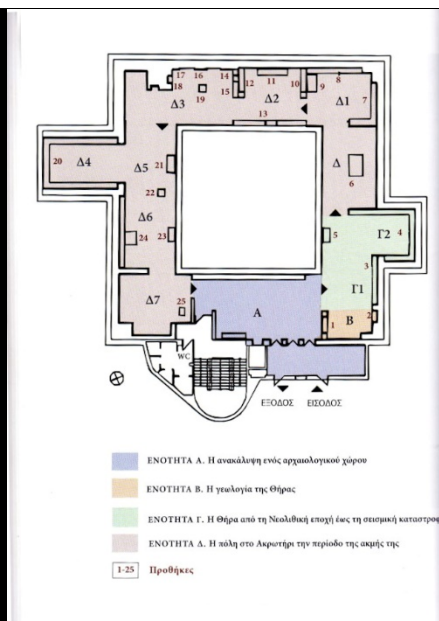 17 16 14
18 15
19
Δ3
12 11 10
Δ2
13
9 8
Δ1
7
20 Δ4
Δ5 21
22
Δ6
24 23
Δ
6
5
Γ2 4
3
Γ1
Δ7 25
Α
1 Β 2
WC
ΕΞΟΔΟΣ ΕΙΣΟΔΟΣ
ΕΝΟΤΗΤΑ Α. Η ανακάλυψη ενός αρχαιολογικού χώρου
ΕΝΟΤΗΤΑ Β. Η γεωλογία της Θήρας
ΕΝΟΤΗΤΑ Γ. Η Θήρα από τη Νεολιθική εποχή έως τη σεισμική καταστροφ
ΕΝΟΤΗΤΑ Δ. Η πόλη στο Ακρωτήρι την περίοδο της ακμής της
1-25 Προθήκες